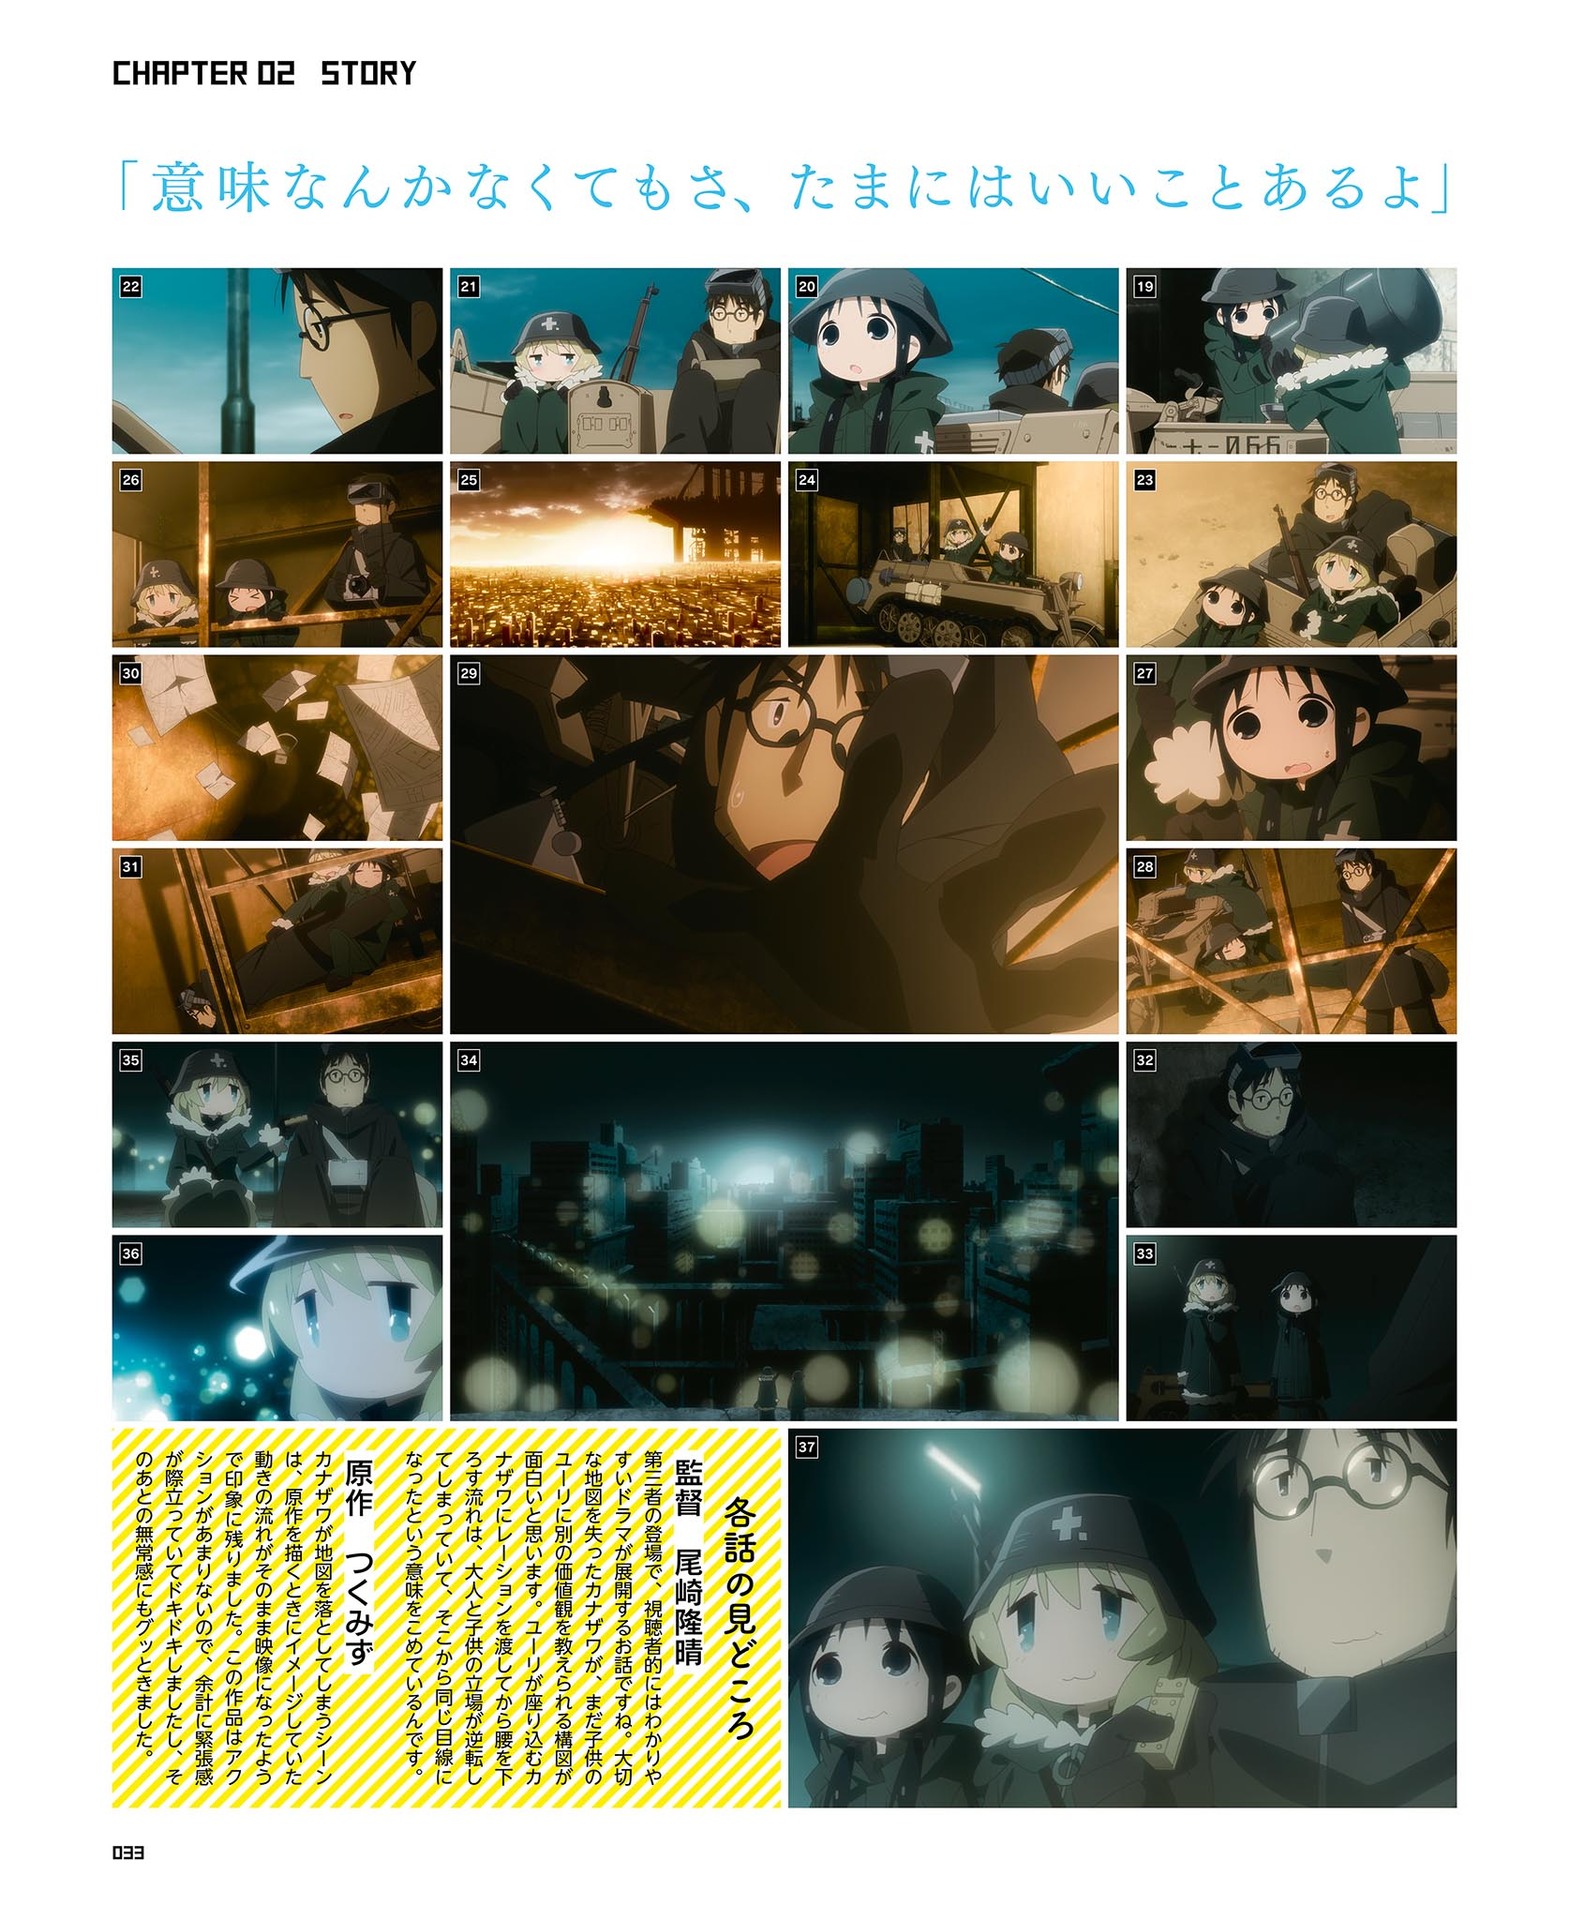 CHAPTER 02 STORY
「意味なんかなくてもさ、たまにはいいことあるよ」
19
20
21
22
23
24
25
26
27
28
29
30
31
32
33
34
35
36
37
各話の見どころ
監督 尾崎隆晴
第三者の登場で、視聴者的にはわかりや
すいドラマが展開するお話ですね。大切
な地図を失ったカナザワが、まだ子供の
ユーリに別の価値観を教えられる構図が
面白いと思います。ユーリが座り込むカ
ナザワにレーションを渡してから腰を下
ろす流れは、大人と子供の立場が逆転し
てしまっていて、そこから同じ目線に
なったという意味をこめているんです。
原作 つくみず
カナザワが地図を落としてしまうシーン
は、原作を描くときにイメージしていた
動きの流れがそのまま映像になったよう
で印象に残りました。この作品はアク
ションがあまりないので、余計に緊張感
が際立っていてドキドキしましたし、そ
のあとの無常感にもグッときました。
033